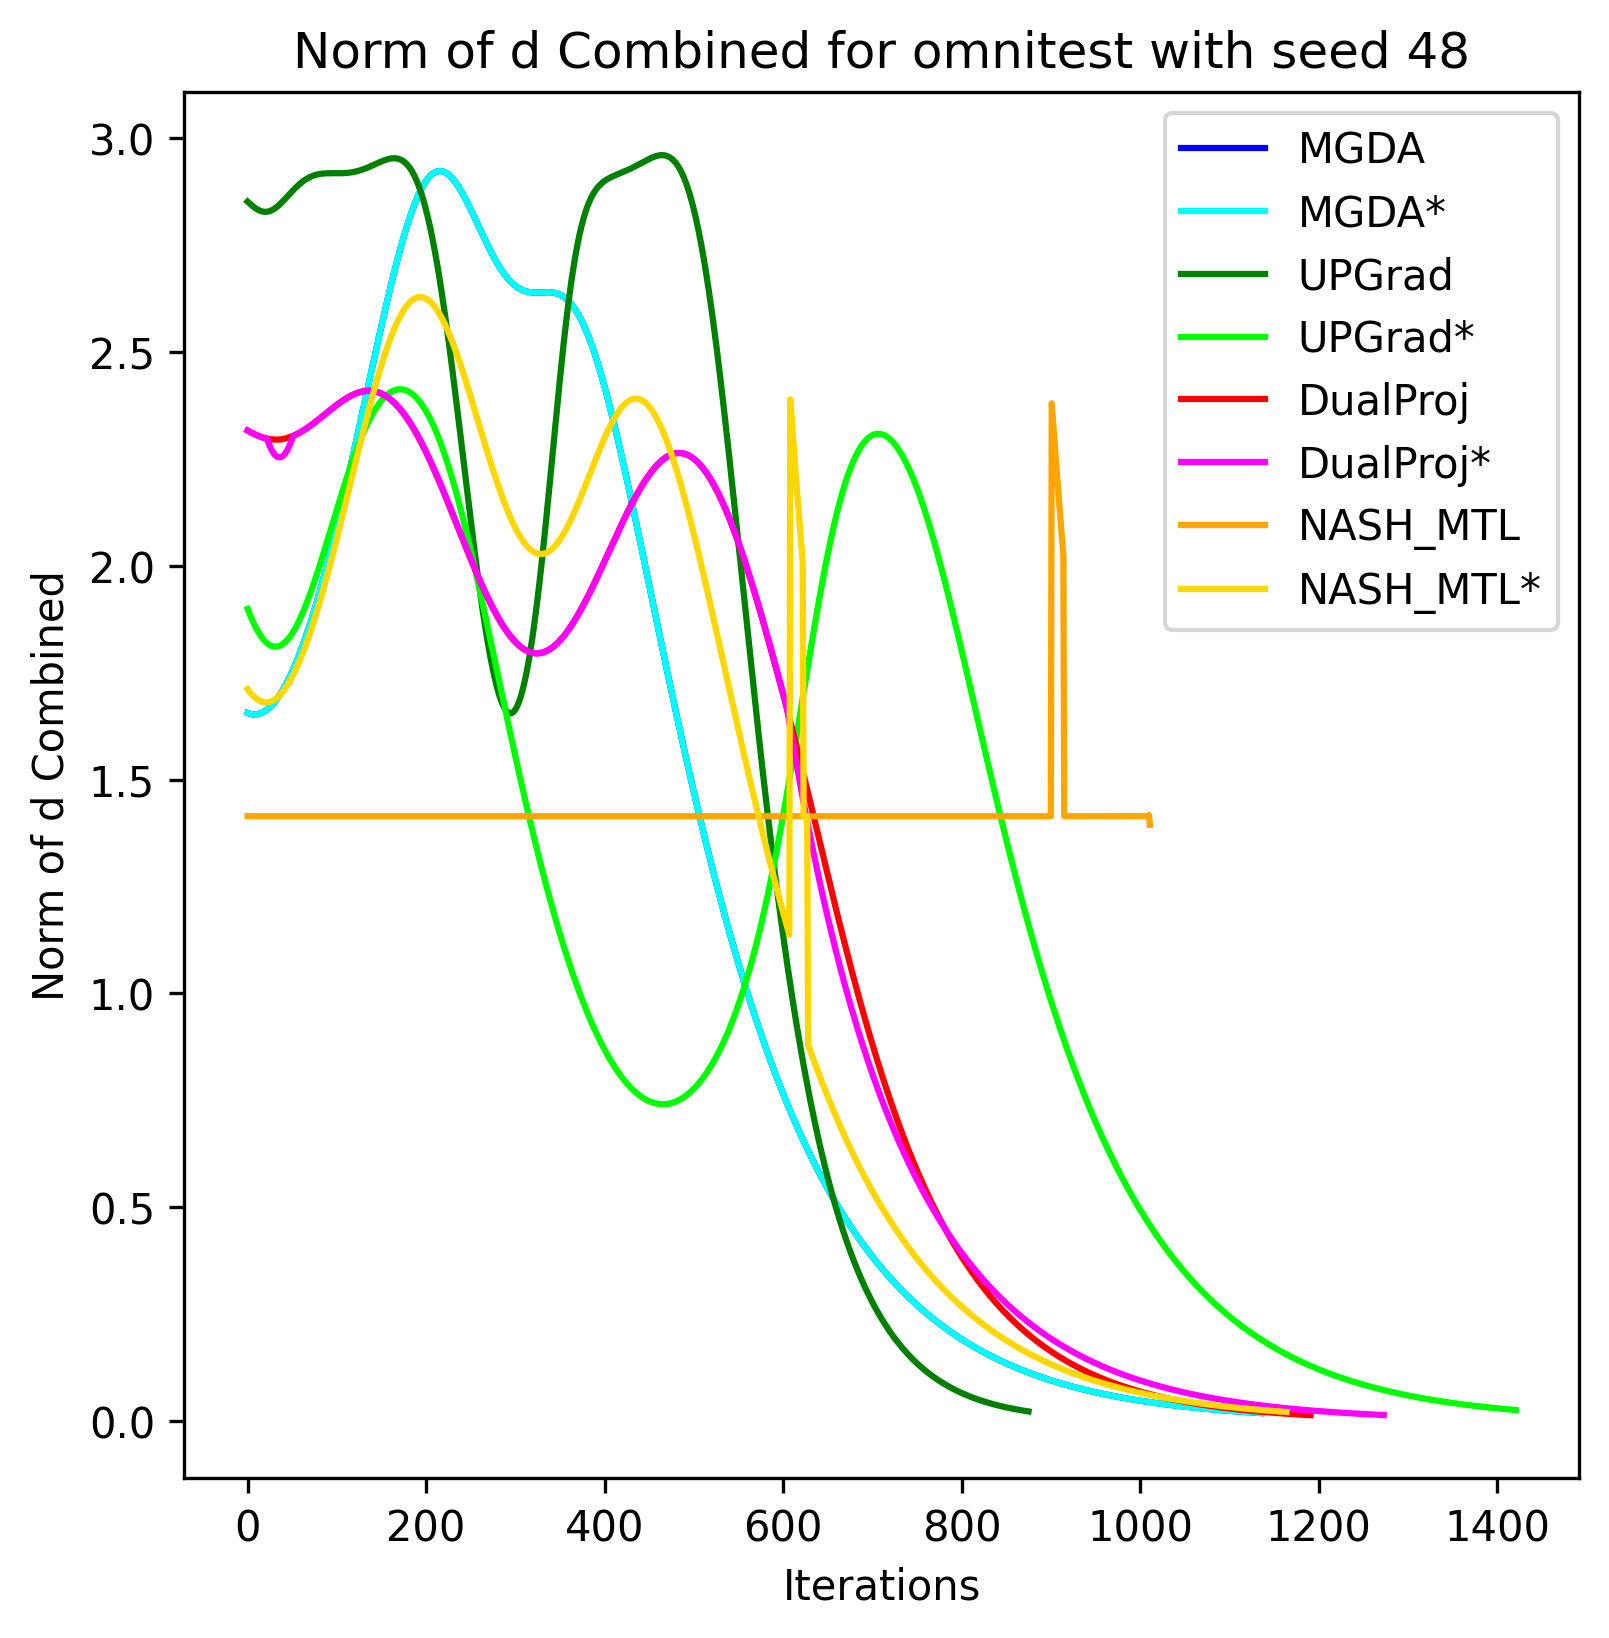 Norm of d Combined for omnitest with seed 48
3.0
2.5
2.0
1.5
1.0
0.5
0.0
Norm of d Combined
MGDA
MGDA*
UPGrad
UPGrad*
DualProj
DualProj*
NASH_MTL
NASH_MTL*
0 200 400 600 800 1000 1200 1400
Iterations